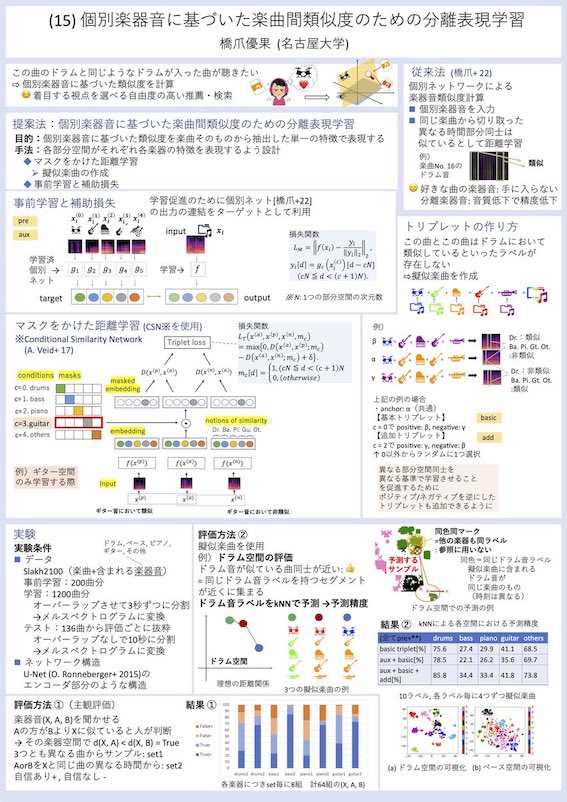 (15) 個別楽器音に基づいた楽曲間類似度のための分離表現学習
橋爪優果 (名古屋大学)
この曲のドラムと同じようなドラムが入った曲が聴きたい
⇨ 個別楽器音に基づいた類似度を計算
着目する視点を選べる自由度の高い推薦・検索
従来法 (橋爪+ 22)
個別ネットワークによる
楽器音類似度計算
■ 個別楽器音を入力
■ 同じ楽曲から切り取った
異なる時間部分同士は
似ているとして距離学習
例)
楽曲No. 16の
ドラム音
類似
好きな曲の楽器音: 手に入らない
分離楽器音: 音質低下で精度低下
提案法：個別楽器音に基づいた楽曲間類似度のための分離表現学習
目的：個別楽器音に基づいた類似度を楽曲そのものから抽出した単一の特徴で表現する
手法：各部分空間がそれぞれ各楽器の特徴を表現するよう設計
◆ マスクをかけた距離学習
➢ 擬似楽曲の作成
◆ 事前学習と補助損失
事前学習と補助損失
学習促進のために個別ネット[橋爪+22]
の出力の連結をターゲットとして利用
pre
aux
x_i^(0) x_i^(1) x_i^(2) x_i^(3) x_i^(4)
input x_i
学習済
個別 →
ネット
g₁ g₂ g₃ g₄ g₅
学習→ f
target
output
損失関数
L_M = ‖f(x_i) − y_i/‖y_i‖₂‖₂,
y_i[d] = g_c(x_i^(c))[d − cN]
(cN ≦ d < (c + 1)N).
※N: 1つの部分空間の次元数
トリプレットの作り方
この曲とこの曲はドラムにおいて
類似しているといったラベルが
存在しない
⇨擬似楽曲を作成
マスクをかけた距離学習 (CSN※を使用)
※Conditional Similarity Network
(A. Veid+ 17)
損失関数
L_T(x^(a), x^(p), x^(n); m_c)
= max{0, D(x^(a), x^(p); m_c)
− D(x^(a), x^(n); m_c) + δ}.
m_c[d] = {1, (cN ≦ d < (c + 1)N
0, (otherwise)
Triplet loss
D(x^(p), x^(a))
D(x^(n), x^(a))
conditions
masks
masked
embedding
c=0. drums
c=1. bass
c=2. piano
c=3.guitar
c=4. others
embedding
notions of similarity
Dr. Ba. Pi. Gu. Ot.
f(x^(p))
f(x^(a))
f(x^(n))
Input
x^(p)
x^(a)
x^(n)
例）ギター空間
のみ学習する際
ギター音において類似
ギター音において非類似
例）
β
α
γ
Dr.：類似
Ba. Pi. Gt. Ot.
:非類似
Dr.：非類似
Ba. Pi. Gt. Ot.
:類似
上記の例の場合
・anchor: α（共通）
【基本トリプレット】
basic
c = 0で positive: β, negative: γ
【追加トリプレット】
add
c = 2で positive: γ, negative: β
↑ 0以外からランダムに1つ選択
異なる部分空間同士を
異なる基準で学習させること
を促進するために
ポジティブ/ネガティブを逆にした
トリプレットも追加できるように
実験
実験条件
ドラム, ベース, ピアノ,
ギター, その他
■ データ
Slakh2100（楽曲+含まれる楽器音）
事前学習：200曲分
学習：1200曲分
オーバーラップさせて3秒ずつに分割
→メルスペクトログラムに変換
テスト：136曲から評価ごとに抜粋
オーバーラップなしで10秒に分割
→メルスペクトログラムに変換
■ ネットワーク構造
U-Net (O. Ronneberger+ 2015)の
エンコーダ部分のような構造
評価方法 ②
擬似楽曲を使用
例）ドラム空間の評価
ドラム音が似ている曲同士が近い：
= 同じドラム音ラベルを持つセグメント
が近くに集まる
ドラム音ラベルをkNNで予測 →予測精度
ドラム空間
理想の距離関係
3つの擬似楽曲の例
予測する
サンプル
同色同マーク
=他の楽器も同ラベル
：参照に用いない
同色 = 同じドラム音ラベル
擬似楽曲に含まれる
ドラム音が
同じ楽曲のもの
（時刻は異なる）
ドラム空間での予測の例
結果 ②
kNNによる各空間における予測精度
(全てpre+**) drums bass piano guitar others
basic triplet[%] 75.6 27.4 29.9 41.1 68.5
aux + basic[%] 78.5 22.1 26.2 35.6 69.7
aux + basic +
add[%] 85.8 34.4 33.4 41.8 73.8
10ラベル, 各ラベル毎に4つずつ擬似楽曲
(a) ドラム空間の可視化
(b) ベース空間の可視化
評価方法 ①（主観評価）
楽器音(X, A, B)を聞かせる
Aの方がBよりXに似ていると人が判断
→ その楽器空間で d(X, A) < d(X, B) = True
3つとも異なる曲からサンプル: set1
AorBをXと同じ曲の異なる時間から: set2
自信あり+ , 自信なし -
結果 ①
False+
False-
True-
True+
100
90
80
70
60
50
40
30
20
10
0
drums1 drums2 bass1 bass2 piano1 piano2 guitar1 guitar2
各楽器につきset毎に8組　計64組の(X, A, B)